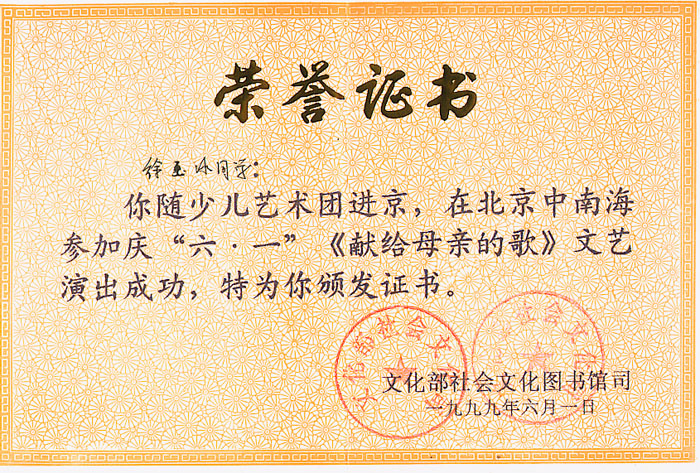 荣誉证书
徐玉冰同学：
你随少儿艺术团进京，在北京中南海
参加庆“六·一”《献给母亲的歌》文艺
演出成功，特为你颁发证书。
文化部社会文化图书馆司
一九九九年六月一日
文化部社会文化
社会文化